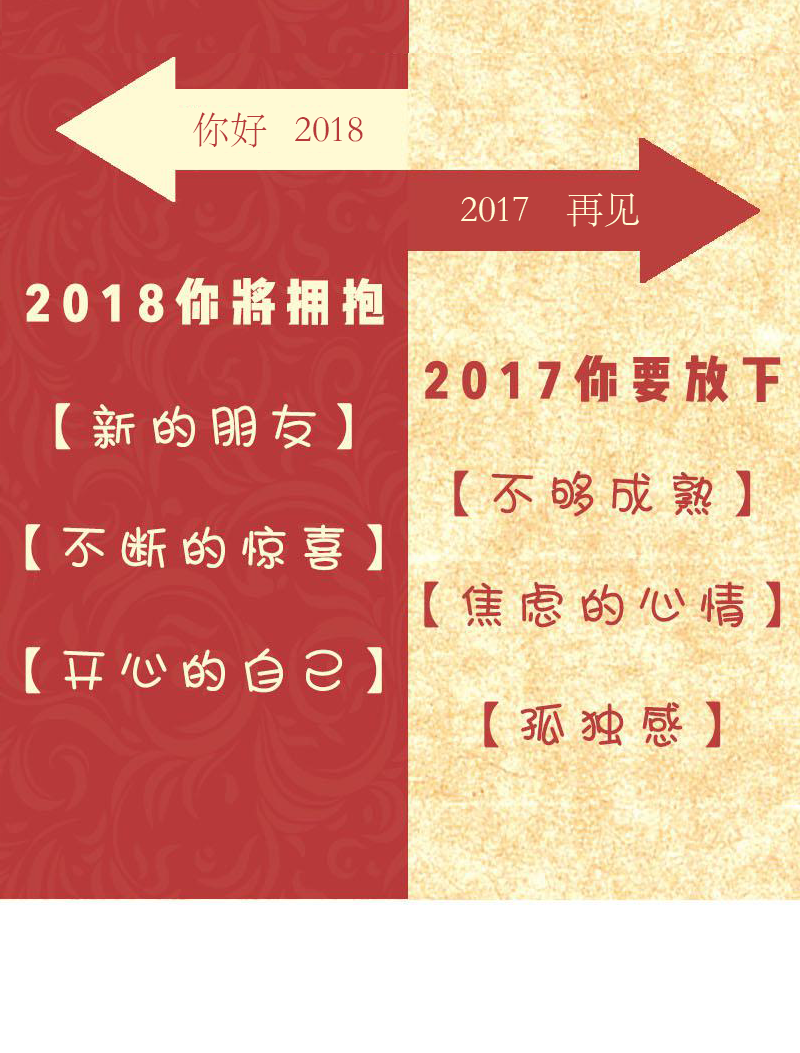 你好 2018
2018你將拥抱
【新的朋友】
【不断的惊喜】
【开心的自己】
2017 再见
2017你要放下
【不够成熟】
【焦虑的心情】
【孤独感】